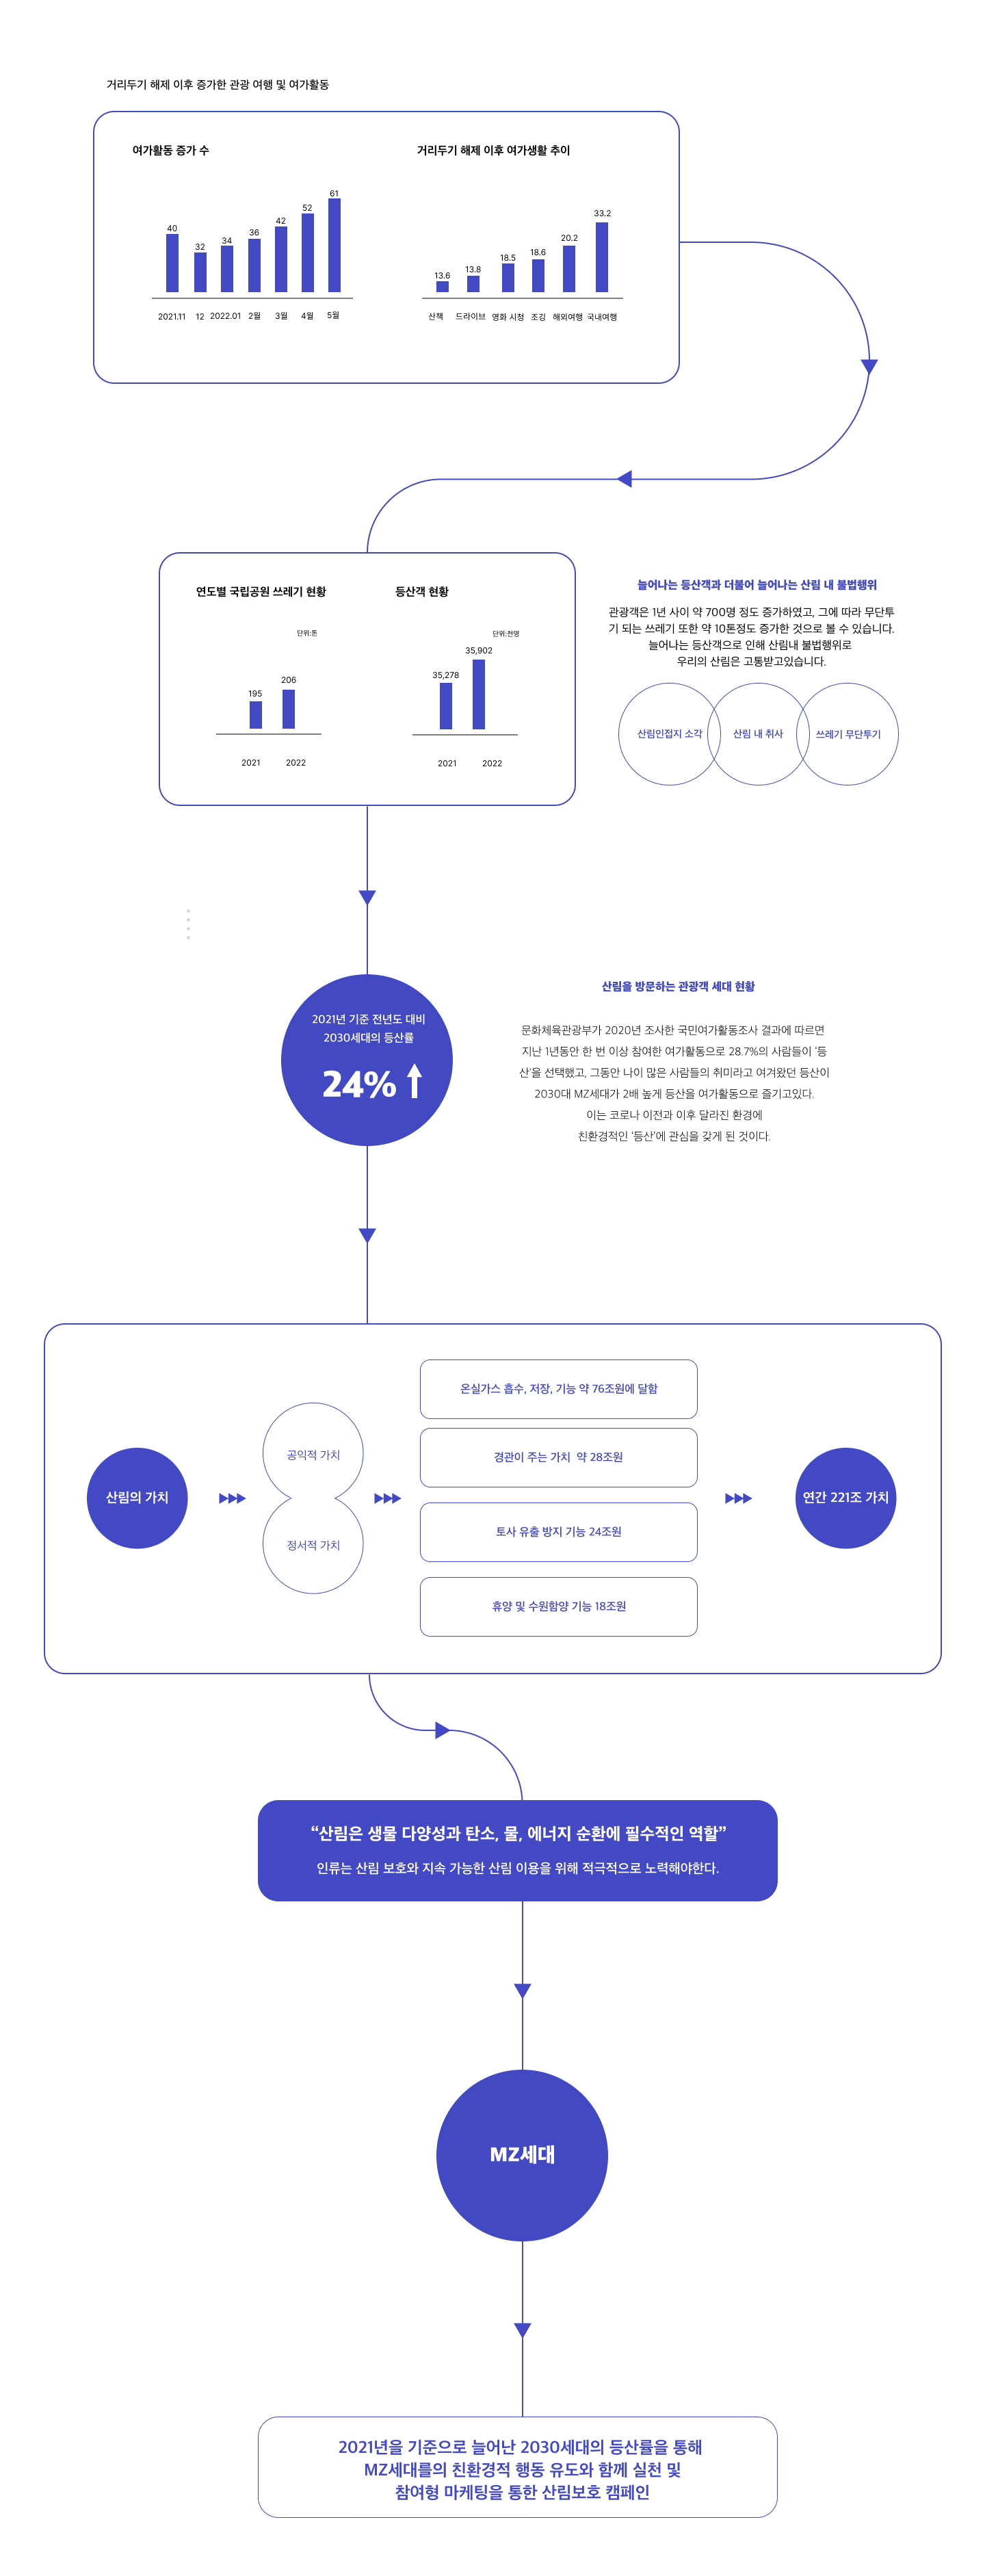 거리두기 해제 이후 증가한 관광 여행 및 여가활동
여가활동 증가 수
40
32
34
36
42
52
61
2021.11
12
2022.01
2월
3월
4월
5월
거리두기 해제 이후 여가생활 추이
13.6
13.8
18.5
18.6
20.2
33.2
산책
드라이브
영화 시청
조깅
해외여행
국내여행
연도별 국립공원 쓰레기 현황
단위:톤
195
206
2021
2022
등산객 현황
단위:천명
35,278
35,902
2021
2022
늘어나는 등산객과 더불어 늘어나는 산림 내 불법행위
관광객은 1년 사이 약 700명 정도 증가하였고, 그에 따라 무단투
기 되는 쓰레기 또한 약 10톤정도 증가한 것으로 볼 수 있습니다.
늘어나는 등산객으로 인해 산림내 불법행위로
우리의 산림은 고통받고있습니다.
산림인접지 소각
산림 내 취사
쓰레기 무단투기
2021년 기준 전년도 대비
2030세대의 등산률
24%
산림을 방문하는 관광객 세대 현황
문화체육관광부가 2020년 조사한 국민여가활동조사 결과에 따르면
지난 1년동안 한 번 이상 참여한 여가활동으로 28.7%의 사람들이 ‘등
산’을 선택했고, 그동안 나이 많은 사람들의 취미라고 여겨왔던 등산이
2030대 MZ세대가 2배 높게 등산을 여가활동으로 즐기고있다.
이는 코로나 이전과 이후 달라진 환경에
친환경적인 ‘등산’에 관심을 갖게 된 것이다.
산림의 가치
공익적 가치
정서적 가치
온실가스 흡수, 저장, 기능 약 76조원에 달함
경관이 주는 가치 약 28조원
토사 유출 방지 기능 24조원
휴양 및 수원함양 기능 18조원
연간 221조 가치
“산림은 생물 다양성과 탄소, 물, 에너지 순환에 필수적인 역할”
인류는 산림 보호와 지속 가능한 산림 이용을 위해 적극적으로 노력해야한다.
MZ세대
2021년을 기준으로 늘어난 2030세대의 등산률을 통해
MZ세대를의 친환경적 행동 유도와 함께 실천 및
참여형 마케팅을 통한 산림보호 캠페인